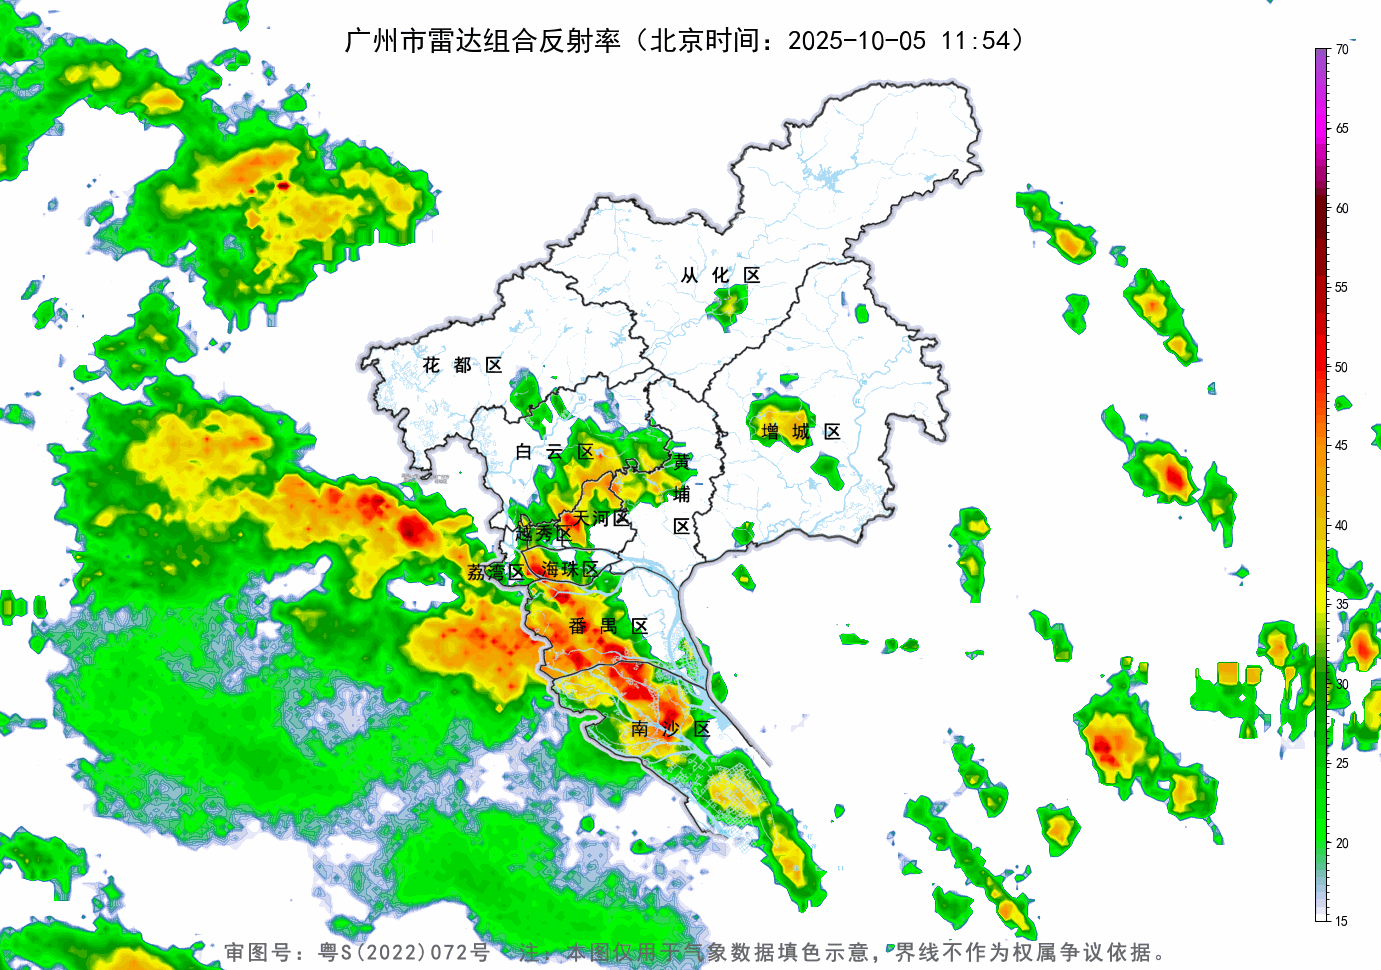 广州市雷达组合反射率（北京时间：2025-10-05 11:54）
70
65
60
55
50
45
40
35
30
25
20
15
从化区
花都区
增城区
白云区
黄埔区
天河区
越秀区
荔湾区
海珠区
番禺区
南沙区
审图号：粤S(2022)072号 注：本图仅用于气象数据填色示意，界线不作为权属争议依据。